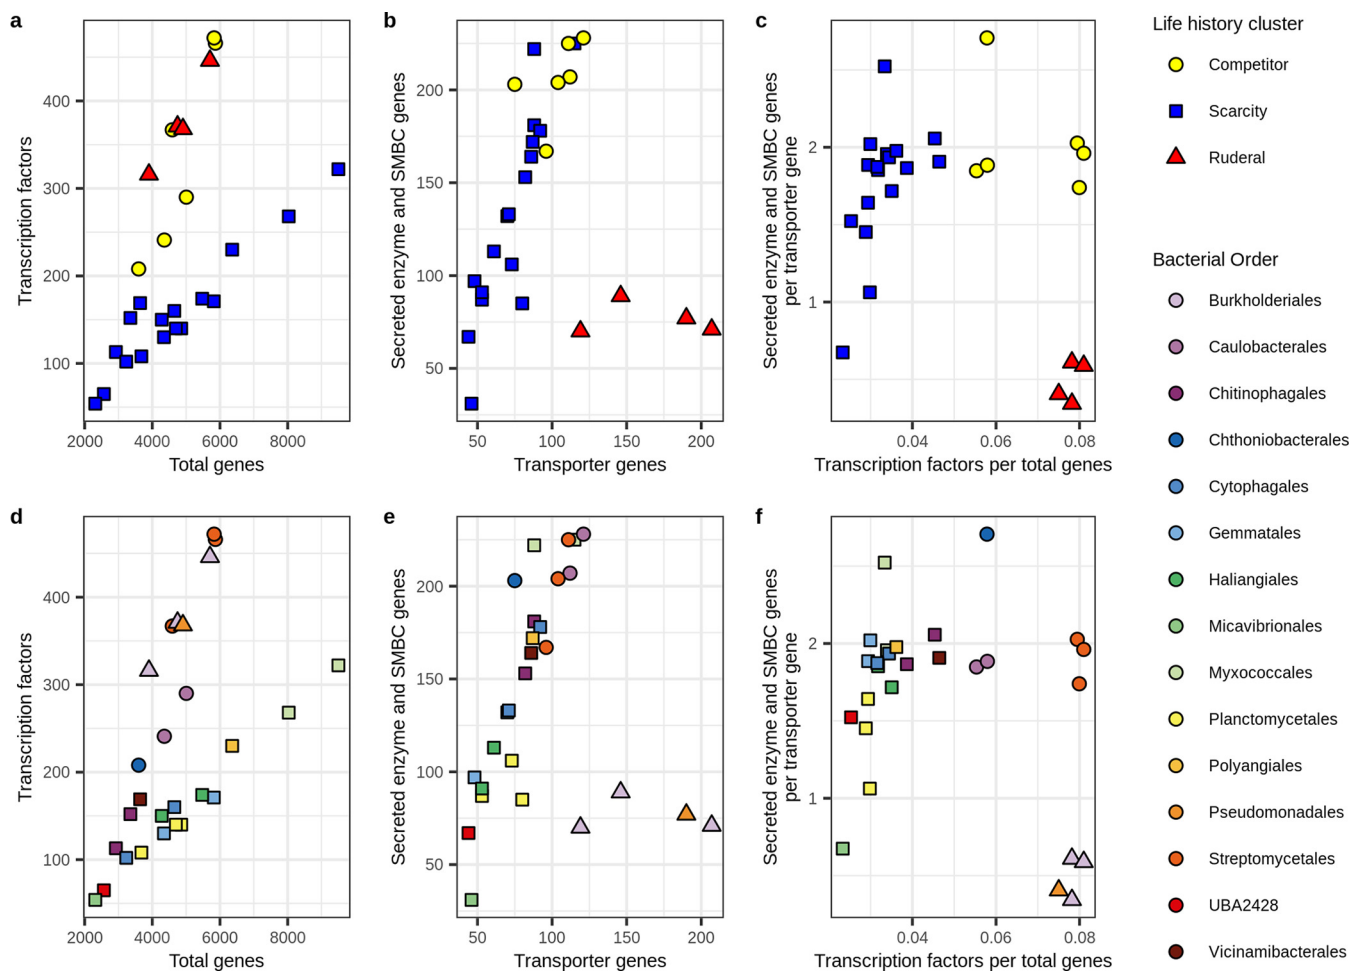 a
Transcription factors
400
300
200
100
2000 4000 6000 8000
Total genes
b
Secreted enzyme and SMBC genes
200
150
100
50
50 100 150 200
Transporter genes
c
Secreted enzyme and SMBC genes
per transporter gene
2
1
0.04 0.06 0.08
Transcription factors per total genes
Life history cluster
Competitor
Scarcity
Ruderal
d
Transcription factors
400
300
200
100
2000 4000 6000 8000
Total genes
e
Secreted enzyme and SMBC genes
200
150
100
50
50 100 150 200
Transporter genes
f
Secreted enzyme and SMBC genes
per transporter gene
2
1
0.04 0.06 0.08
Transcription factors per total genes
Bacterial Order
Burkholderiales
Caulobacterales
Chitinophagales
Chthoniobacterales
Cytophagales
Gemmatales
Haliangiales
Micavibrionales
Myxococcales
Planctomycetales
Polyangiales
Pseudomonadales
Streptomycetales
UBA2428
Vicinamibacterales